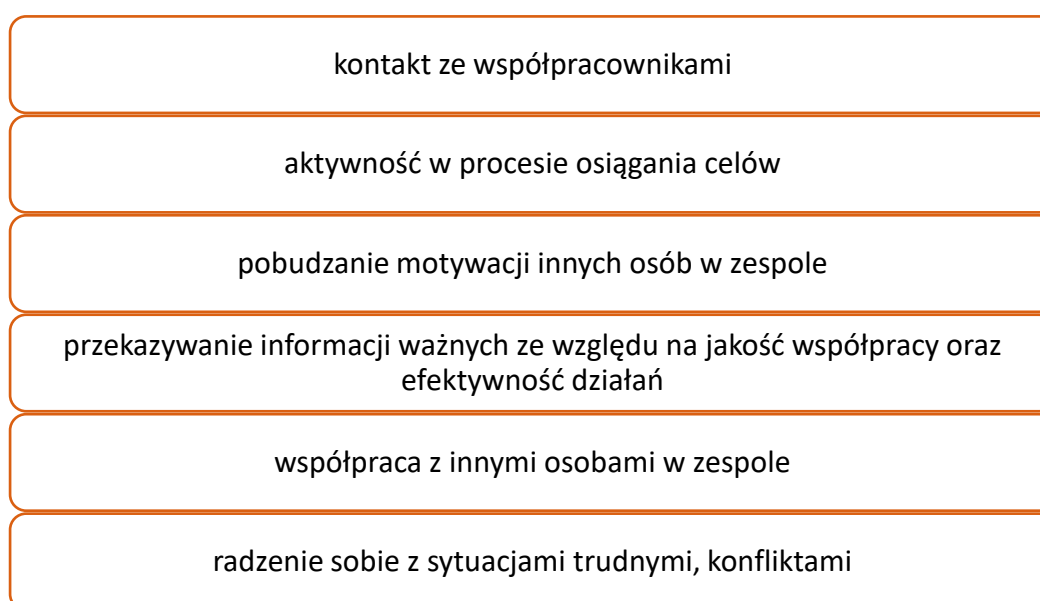 kontakt ze współpracownikami
aktywność w procesie osiągania celów
pobudzanie motywacji innych osób w zespole
przekazywanie informacji ważnych ze względu na jakość współpracy oraz
efektywność działań
współpraca z innymi osobami w zespole
radzenie sobie z sytuacjami trudnymi, konfliktami